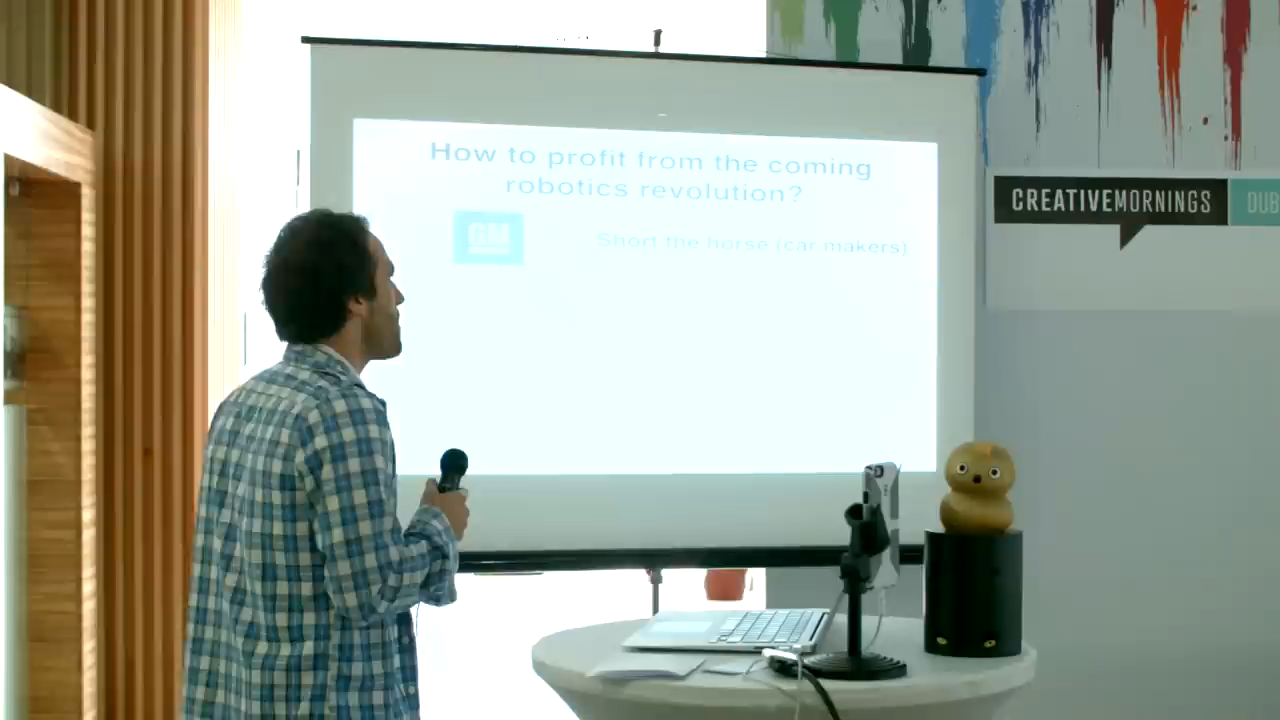 How to profit from the coming
robotics revolution?
GM
Short the horse (car makers)
CREATIVEMORNINGS
DUB